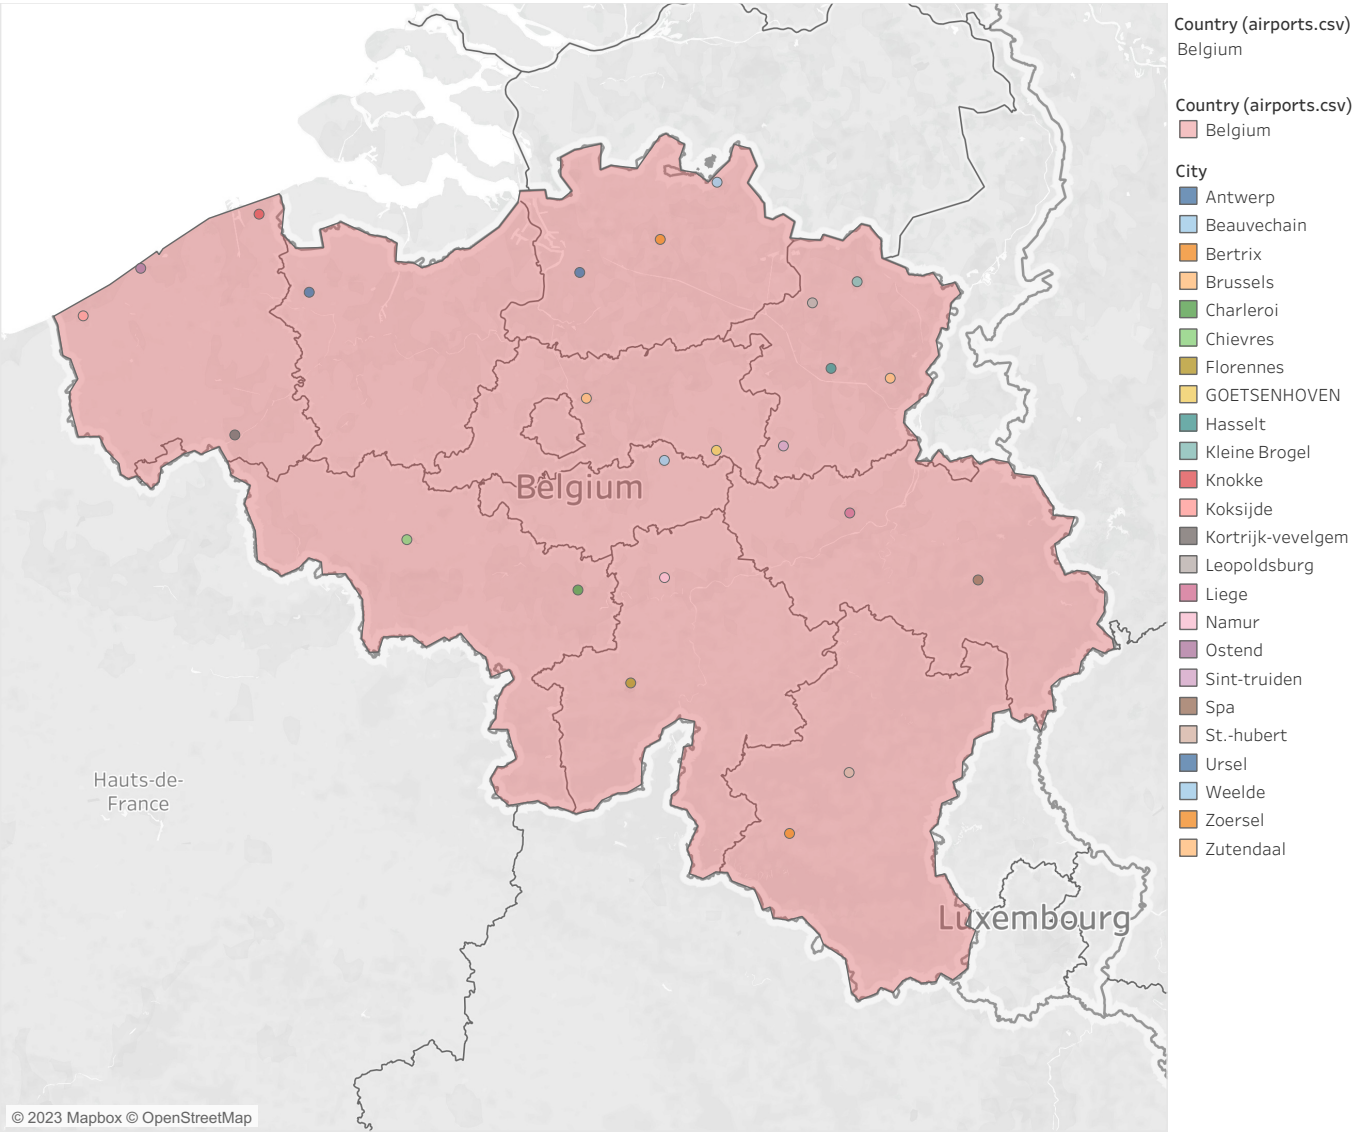 Country (airports.csv)
Belgium
Country (airports.csv)
Belgium
City
Antwerp
Beauvechain
Bertrix
Brussels
Charleroi
Chievres
Florennes
GOETSENHOVEN
Hasselt
Kleine Brogel
Knokke
Koksijde
Kortrijk-vevelgem
Leopoldsburg
Liege
Namur
Ostend
Sint-truiden
Spa
St.-hubert
Ursel
Weelde
Zoersel
Zutendaal
Belgium
Hauts-de-
France
Luxembourg
© 2023 Mapbox © OpenStreetMap